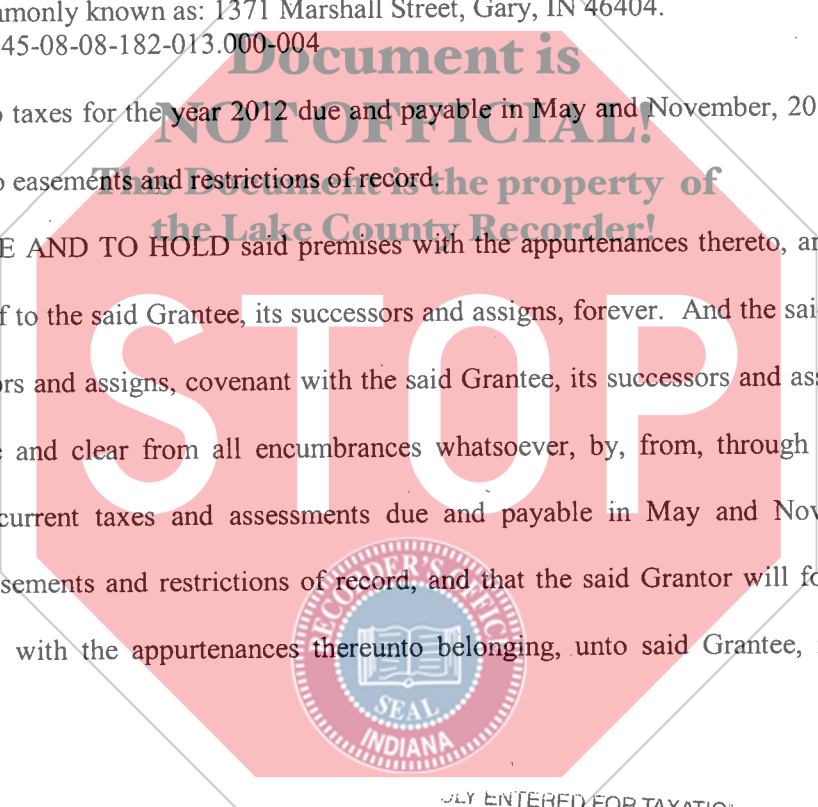 mmonly known as: 1371 Marshall Street, Gary, IN 46404.
45-08-08-182-013.000-004
Document is
taxes for the year 2012 due and payable in May and November, 20
NOT OFFICIAL!
easements and restrictions of record.
This Document is the property of
the Lake County Recorder!
E AND TO HOLD said premises with the appurtenances thereto, an
f to the said Grantee, its successors and assigns, forever. And the sai
ors and assigns, covenant with the said Grantee, its successors and ass
and clear from all encumbrances whatsoever, by, from, through
STOP
current taxes and assessments due and payable in May and Nov
sements and restrictions of record, and that the said Grantor will fo
with the appurtenances thereunto belonging, unto said Grantee,
RECORDER'S OFFIC
SEAL
INDIANA
ULY ENTERED FOR TAXATIO